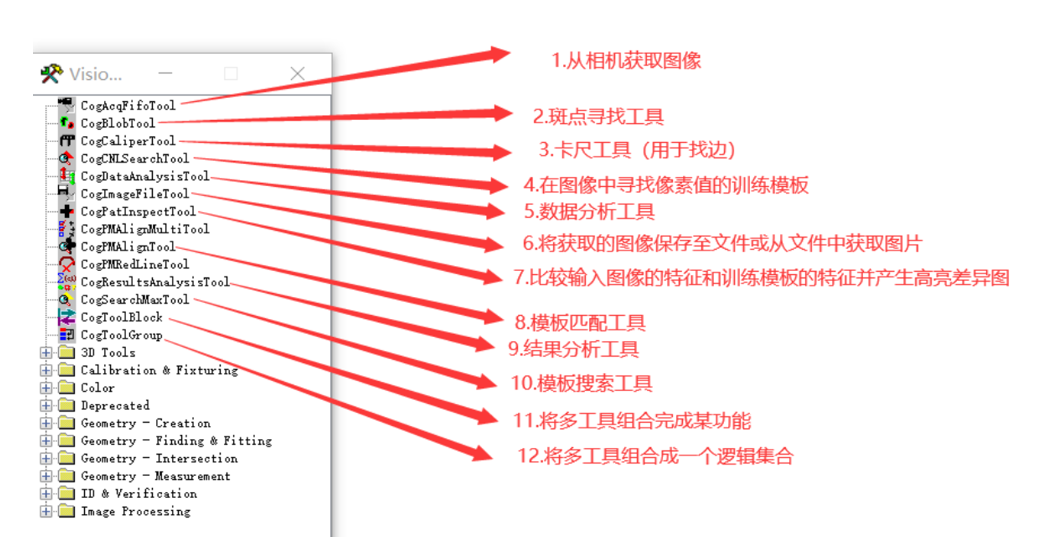 Visio...
CogAcqFifoTool
CogBlobTool
CogCaliperTool
CogCNLSearchTool
CogDataAnalysisTool
CogImageFileTool
CogPatInspectTool
CogPMAlignMultiTool
CogPMAlignTool
CogPMRedLineTool
CogResultsAnalysisTool
CogSearchMaxTool
CogToolBlock
CogToolGroup
3D Tools
Calibration & Fixturing
Color
Deprecated
Geometry - Creation
Geometry - Finding & Fitting
Geometry - Intersection
Geometry - Measurement
ID & Verification
Image Processing
1.从相机获取图像
2.斑点寻找工具
3.卡尺工具（用于找边）
4.在图像中寻找像素值的训练模板
5.数据分析工具
6.将获取的图像保存至文件或从文件中获取图片
7.比较输入图像的特征和训练模板的特征并产生高亮差异图
8.模板匹配工具
9.结果分析工具
10.模板搜索工具
11.将多工具组合完成某功能
12.将多工具组合成一个逻辑集合